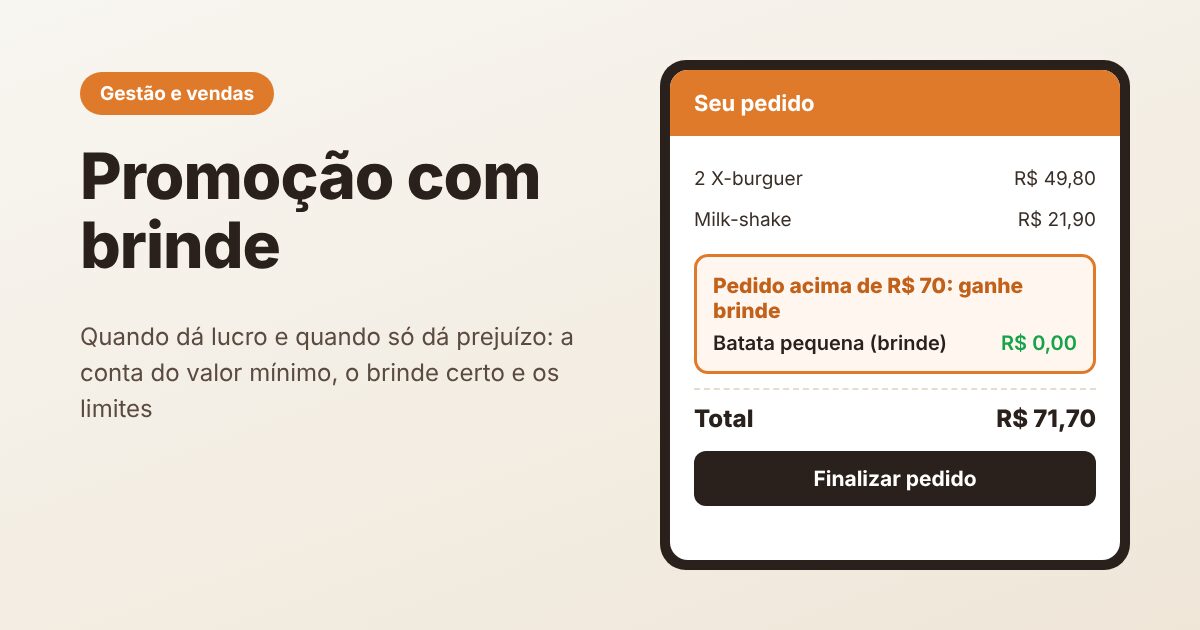 Gestão e vendas
Promoção com
brinde
Quando dá lucro e quando só dá prejuízo: a
conta do valor mínimo, o brinde certo e os
limites
Seu pedido
2 X-burguer R$ 49,80
Milk-shake R$ 21,90
Pedido acima de R$ 70: ganhe
brinde
Batata pequena (brinde) R$ 0,00
Total R$ 71,70
Finalizar pedido